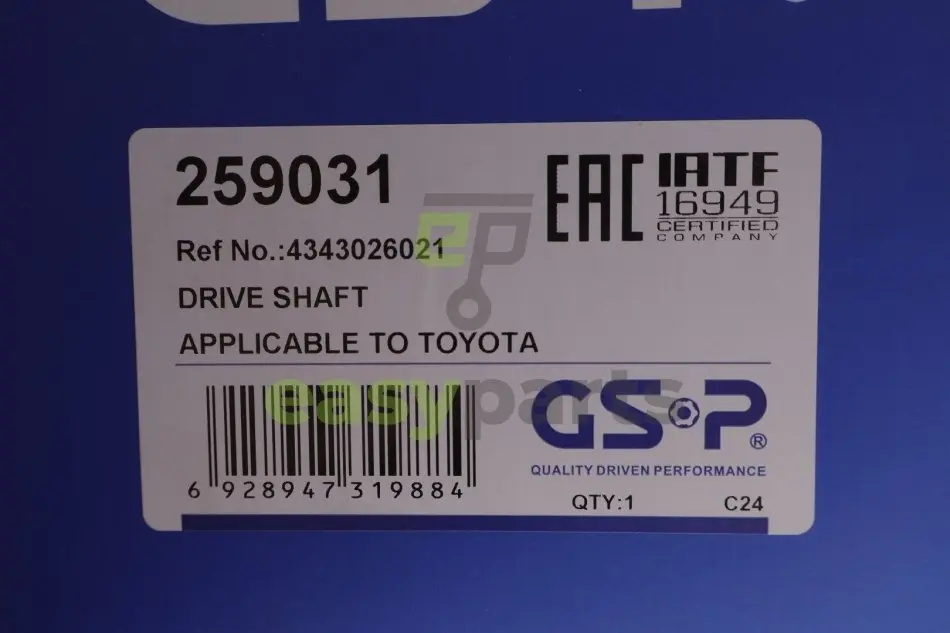 259031
EAC
IATF
16949
CERTIFIED
COMPANY
Ref No.:4343026021
ep
DRIVE SHAFT
APPLICABLE TO TOYOTA
easyparts
GSP®
QUALITY DRIVEN PERFORMANCE
6 928947 319884
QTY:1
C24